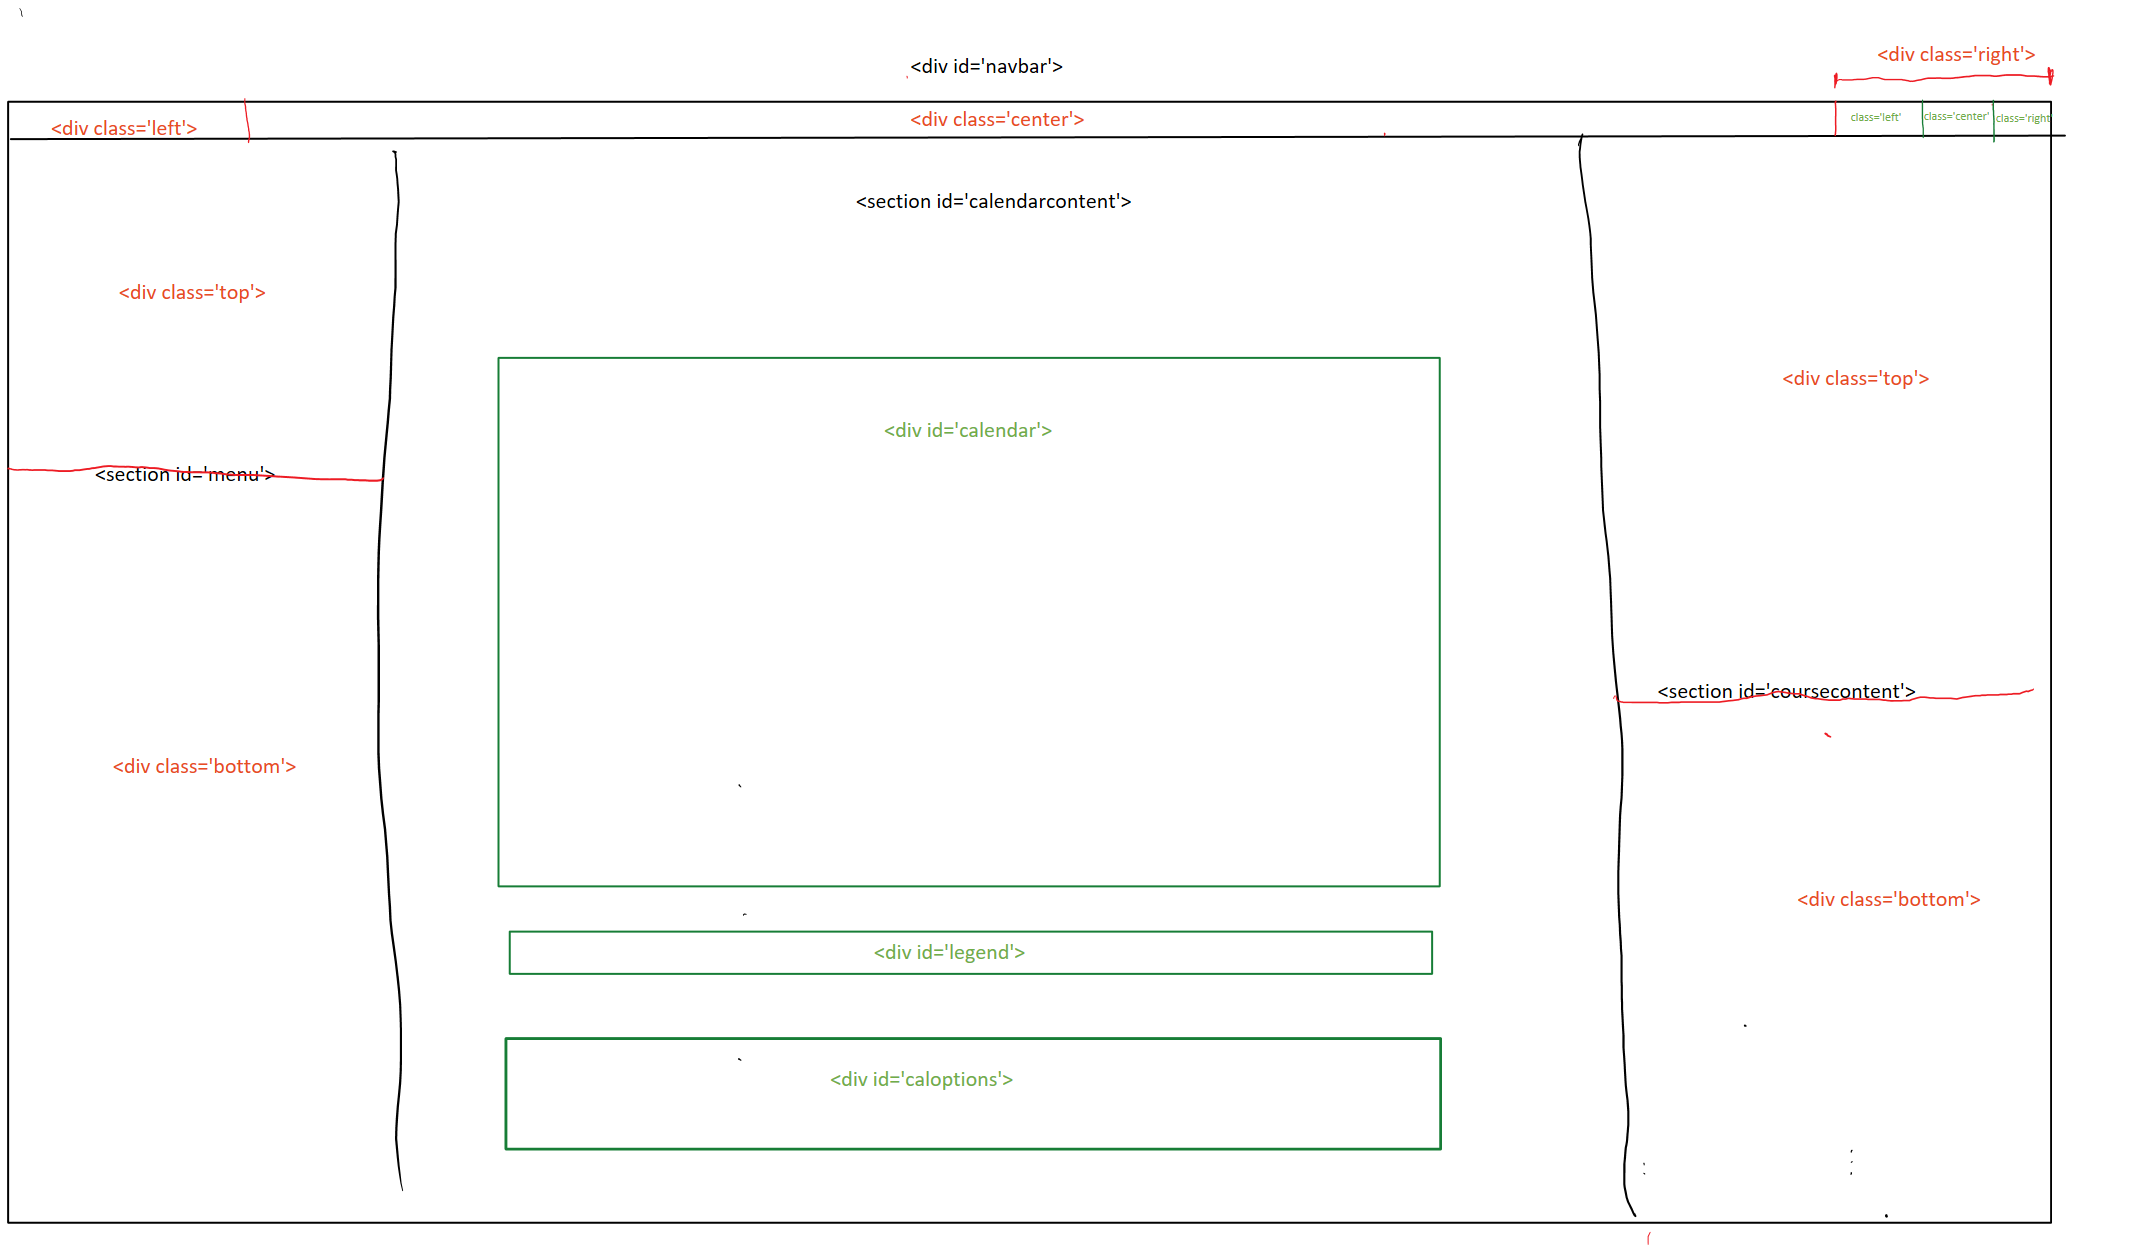 <div id='navbar'>
<div class='right'>
<div class='left'>
<div class='center'>
class='left'
class='center'
class='right'
<section id='calendarcontent'>
<div class='top'>
<div class='top'>
<div id='calendar'>
<section id='menu'>
<section id='coursecontent'>
<div class='bottom'>
<div class='bottom'>
<div id='legend'>
<div id='caloptions'>